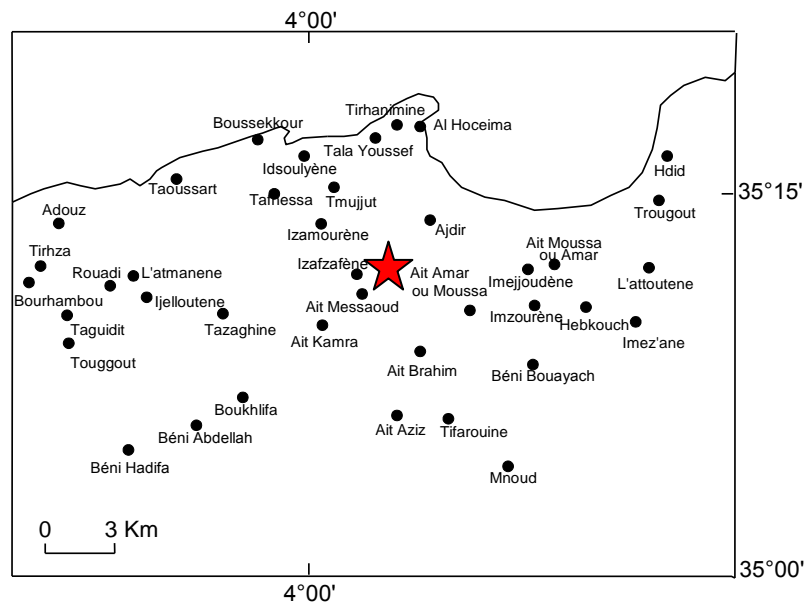 4°00'
Tirhanimine
Boussekkour
Al Hoceima
Tala Youssef
Idsoulyène
Hdid
Taoussart
35°15'
Tamessa
Tmujjut
Trougout
Adouz
Izamourène
Ajdir
Ait Moussa
ou Amar
Tirhza
Izafzafène
Rouadi
L'atmanene
Ait Amar
ou Moussa
Imejjoudène
L'attoutene
Bourhambou
Ijelloutene
Ait Messaoud
Imzourène
Hebkouch
Taguidit
Tazaghine
Ait Kamra
Imez'ane
Touggout
Ait Brahim
Béni Bouayach
Boukhlifa
Béni Abdellah
Ait Aziz
Tifarouine
Béni Hadifa
Mnoud
0 3 Km
35°00'
4°00'